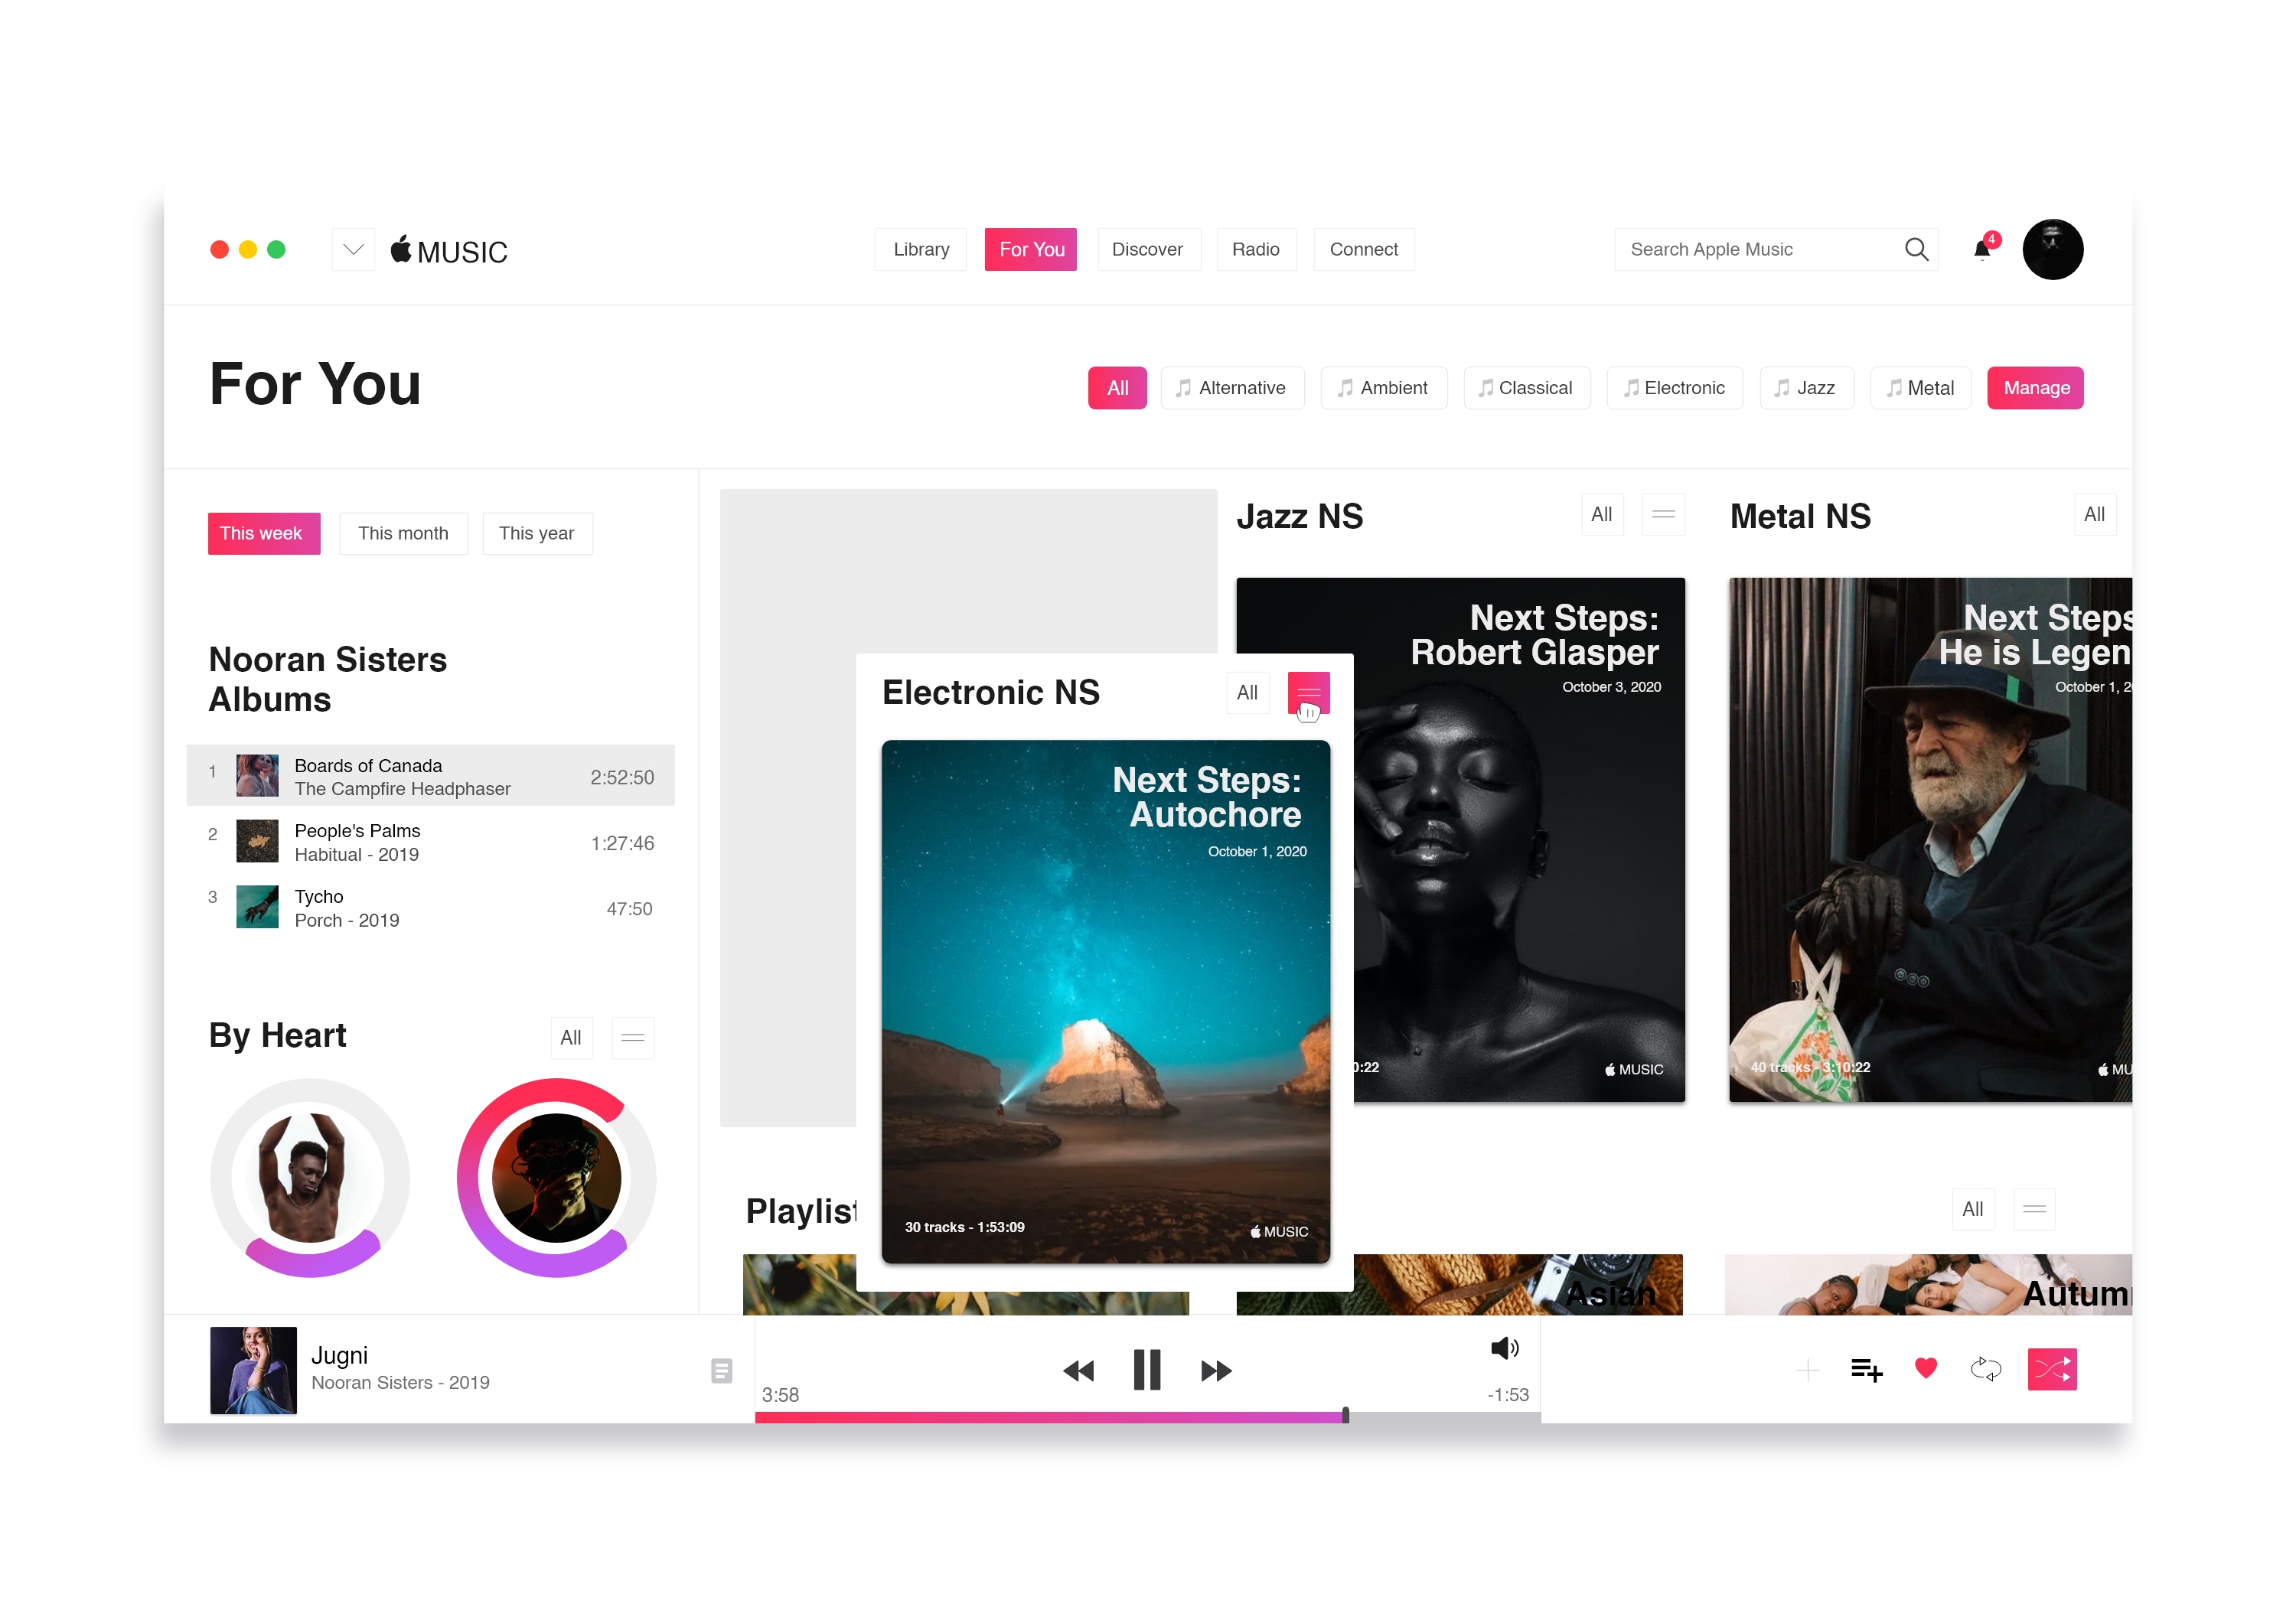 MUSIC
Library
For You
Discover
Radio
Connect
Search Apple Music
4
For You
All
Alternative
Ambient
Classical
Electronic
Jazz
Metal
Manage
This week
This month
This year
Nooran Sisters
Albums
1
Boards of Canada
The Campfire Headphaser
2:52:50
2
People's Palms
Habitual - 2019
1:27:46
3
Tycho
Porch - 2019
47:50
By Heart
All
Electronic NS
All
Next Steps:
Autochore
October 1, 2020
30 tracks - 1:53:09
MUSIC
Jazz NS
All
Next Steps:
Robert Glasper
October 3, 2020
0:22
MUSIC
Metal NS
All
Next Steps
He is Legen
October 1, 2
40 tracks - 3:10:22
MU
Playlist
All
Asian
Autum
Jugni
Nooran Sisters - 2019
3:58
-1:53